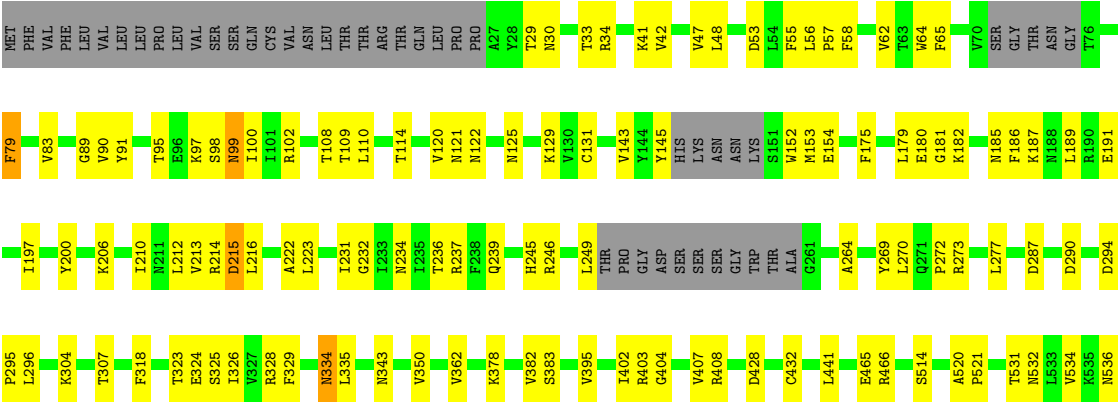 MET PHE VAL PHE LEU VAL LEU LEU PRO LEU VAL SER SER GLN CYS VAL ASN LEU THR THR ARG THR GLN LEU PRO PRO A27 Y28 T29 N30 T33 R34 K41 V42 V47 L48 D53 L54 F55 L56 P57 F58 V62 T63 W64 F65 V70 SER GLY THR ASN GLY T76
F79 V83 G89 V90 Y91 T95 E96 K97 S98 N99 I100 I101 R102 T108 T109 L110 T114 V120 N121 N122 N125 K129 V130 C131 V143 Y144 Y145 HIS LYS ASN ASN LYS S151 W152 M153 E154 F175 L179 E180 G181 K182 N185 F186 K187 N188 L189 R190 E191
I197 Y200 K206 I210 N211 L212 V213 R214 D215 L216 A222 L223 I231 G232 I233 N234 I235 T236 R237 F238 Q239 H245 R246 L249 THR PRO GLY ASP SER SER SER GLY TRP THR THR ALA G261 A264 Y269 L270 Q271 P272 R273 L277 D287 D290 D294
P295 L296 K304 T307 F318 T323 E324 S325 I326 V327 R328 F329 N334 L335 N343 V350 V362 K378 V382 S383 V395 I402 R403 G404 V407 R408 D428 C432 L441 E465 R466 S514 A520 P521 T531 N532 L533 V534 K535 N536